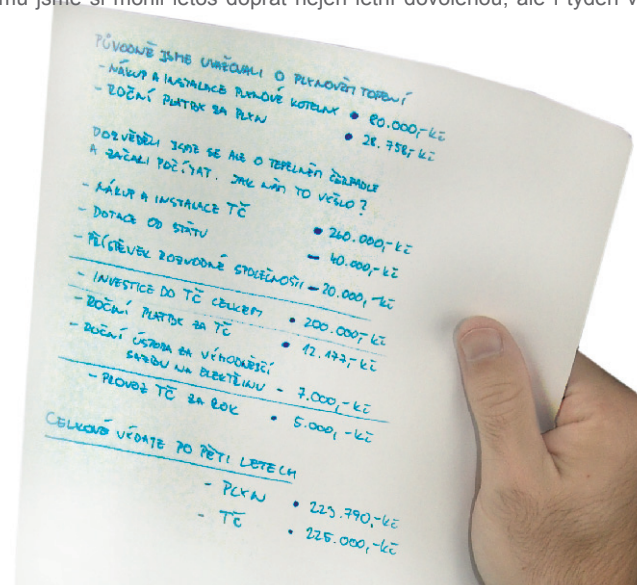 jsme si mohli letos dopřát nejen letní dovolenou, ale i týden v
PŮVODNĚ JSME UVAŽOVALI O PLYNOVÉM TOPENÍ
- NÁKUP A INSTALACE PLYNOVÉ KOTELNY • 80.000,-Kč
- ROČNÍ PLATBY ZA PLYN • 28.758,-Kč
DOZVĚDĚLI JSME SE ALE O TEPELNÉM ČERPADLE
A ZAČALI POČÍTAT. JAK NÁM TO VYŠLO?
- NÁKUP A INSTALACE TČ • 260.000,-Kč
- DOTACE OD STÁTU - 40.000,-Kč
- PŘÍSPĚVEK ROZVODNÉ SPOLEČNOSTI - 20.000,-Kč
- INVESTICE DO TČ CELKEM • 200.000,-Kč
- ROČNÍ PLATBY ZA TČ • 12.177,-Kč
- ROČNÍ ÚSPORA ZA VÝHODNĚJŠÍ
SAZBU NA ELEKTŘINU - 7.000,-Kč
- PROVOZ TČ ZA ROK • 5.000,-Kč
CELKOVÉ VÝDAJE PO PĚTI LETECH
- PLYN • 223.790,-Kč
- TČ • 225.000,-Kč